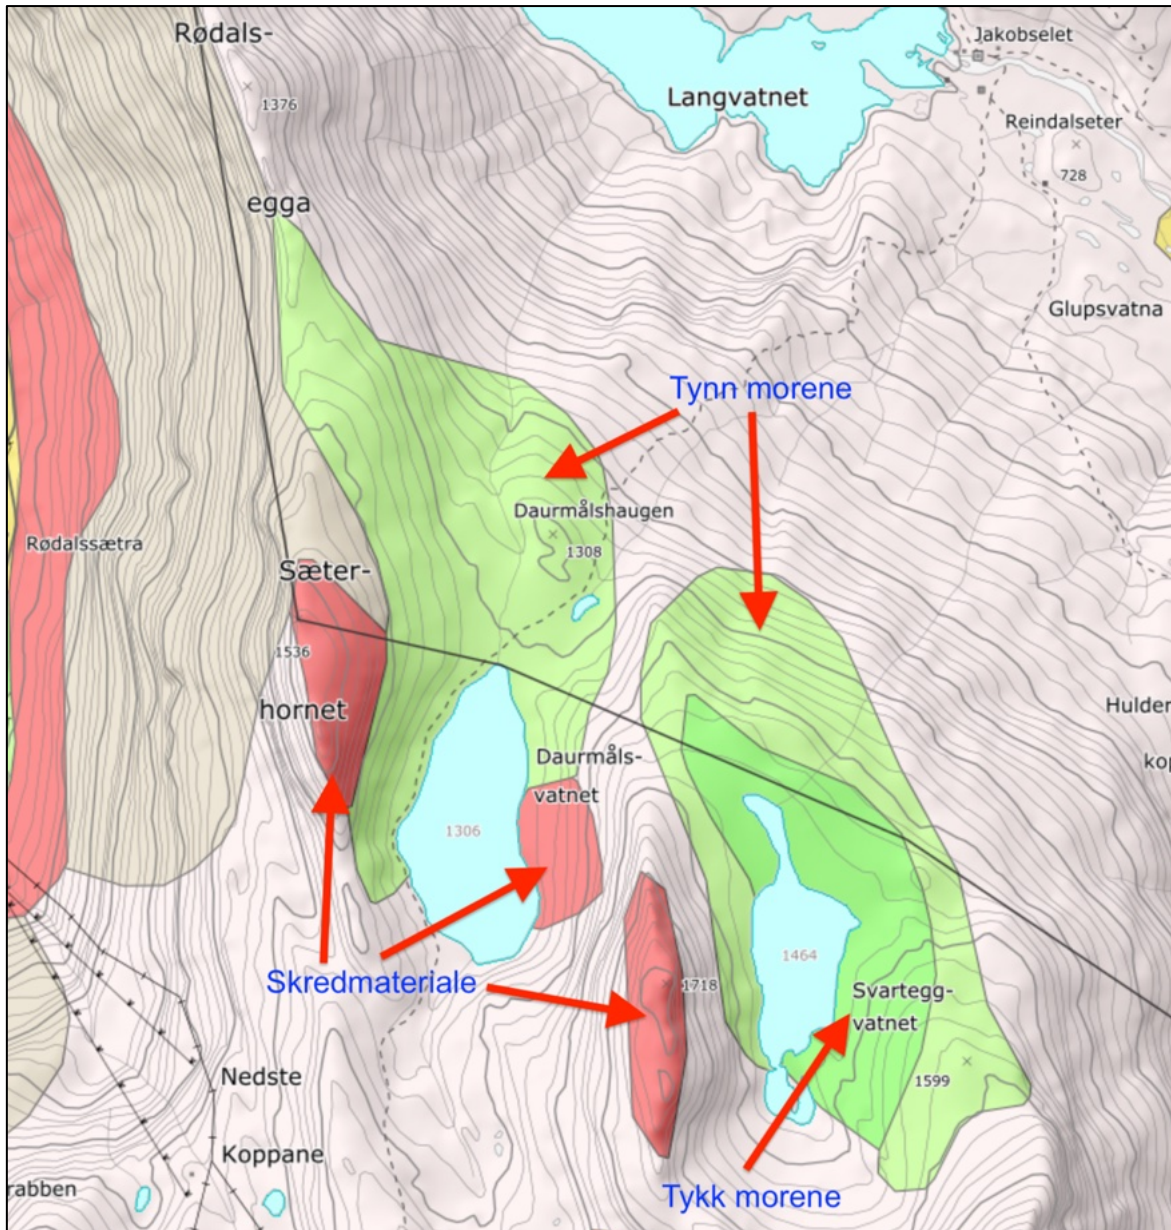 Rødals-
Jakobselet
1376
Langvatnet
Reindalseter
728
egga
Glupsvatna
Tynn morene
Daurmålshaugen
1308
Rødalssætra
Sæter-
1536
hornet
Hulder
Daurmåls-
vatnet
kop
1306
1464
Skredmateriale
1718
Svartegg-
vatnet
1599
Nedste
Koppane
rabben
Tykk morene